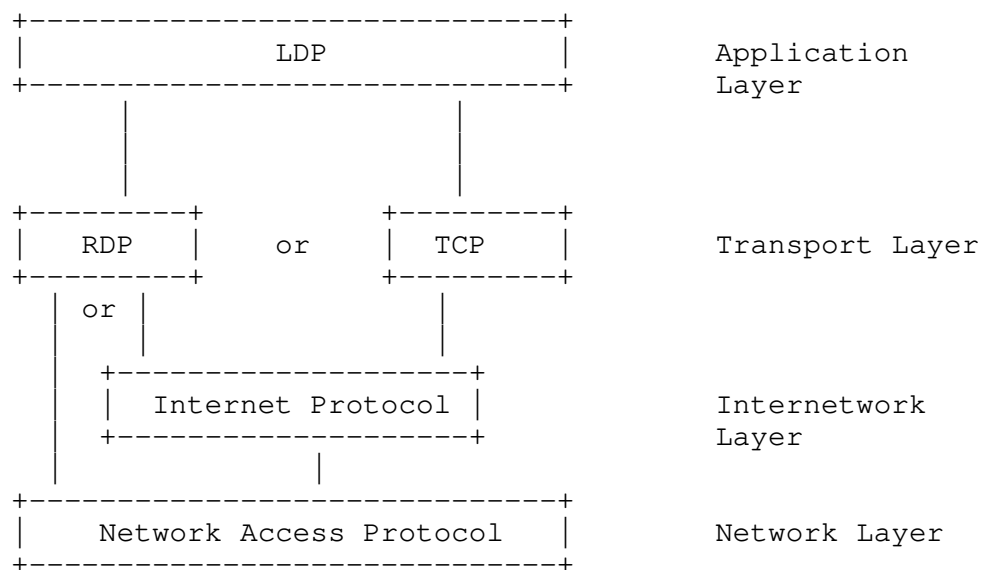 LDP Application
Layer
RDP or TCP Transport Layer
or
Internet Protocol Internetwork
Layer
Network Access Protocol Network Layer